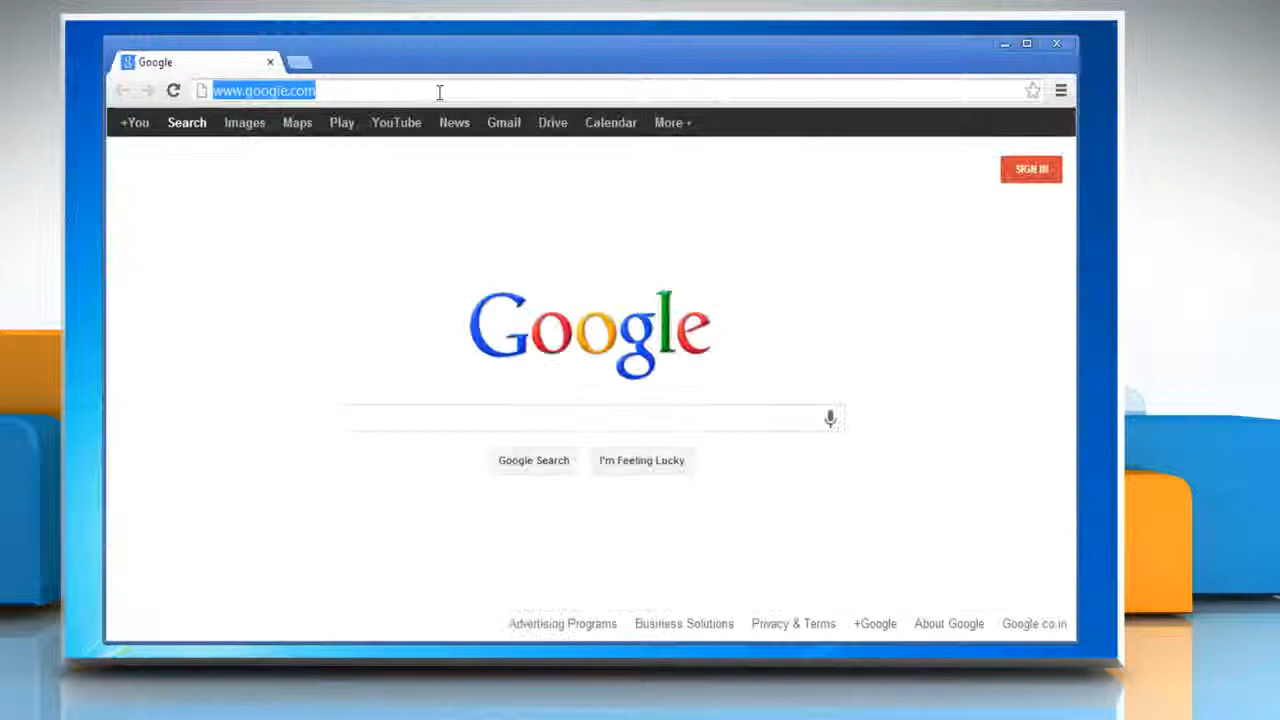 Google
www.google.com
+You Search Images Maps Play YouTube News Gmail Drive Calendar More
SIGN IN
Google
Google Search I'm Feeling Lucky
Advertising Programs Business Solutions Privacy & Terms +Google About Google Google.co.in